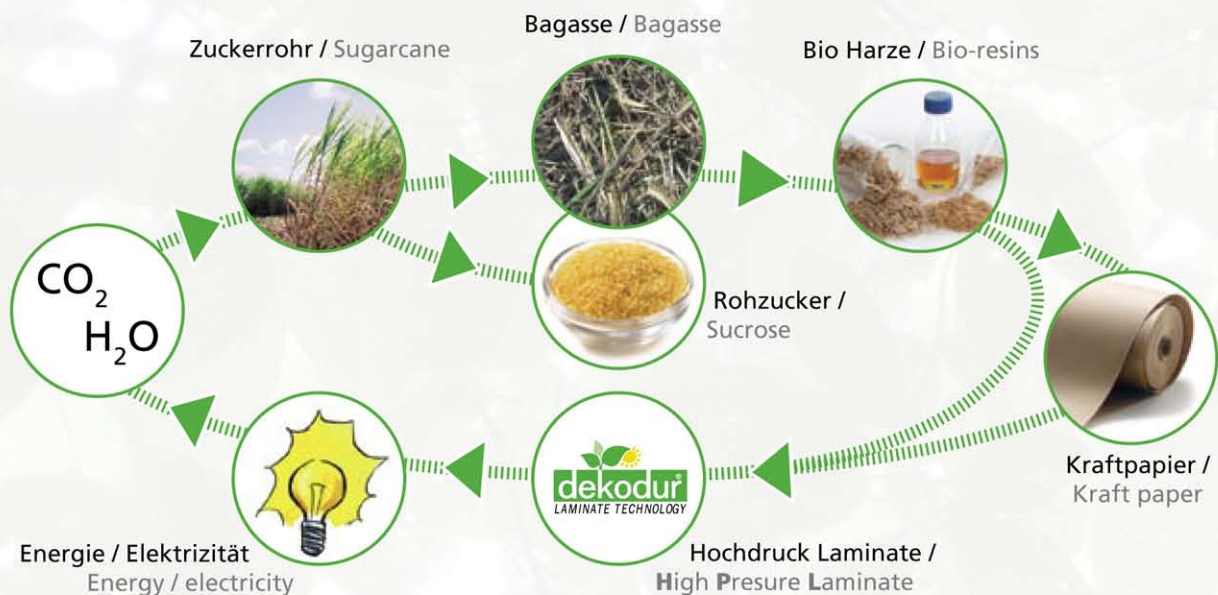 Bagasse / Bagasse
Zuckerrohr / Sugarcane
Bio Harze / Bio-resins
CO2
H2O
Rohzucker /
Sucrose
Kraftpapier /
Kraft paper
dekodur®
LAMINATE TECHNOLOGY
Energie / Elektrizität
Energy / electricity
Hochdruck Laminate /
High Presure Laminate